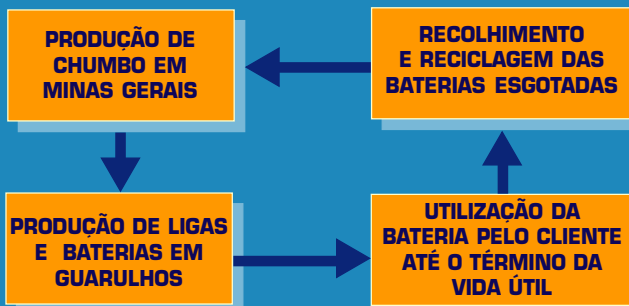 PRODUÇÃO DE
CHUMBO EM
MINAS GERAIS
RECOLHIMENTO
E RECICLAGEM DAS
BATERIAS ESGOTADAS
PRODUÇÃO DE LIGAS
E BATERIAS EM
GUARULHOS
UTILIZAÇÃO DA
BATERIA PELO CLIENTE
ATÉ O TÉRMINO DA
VIDA ÚTIL